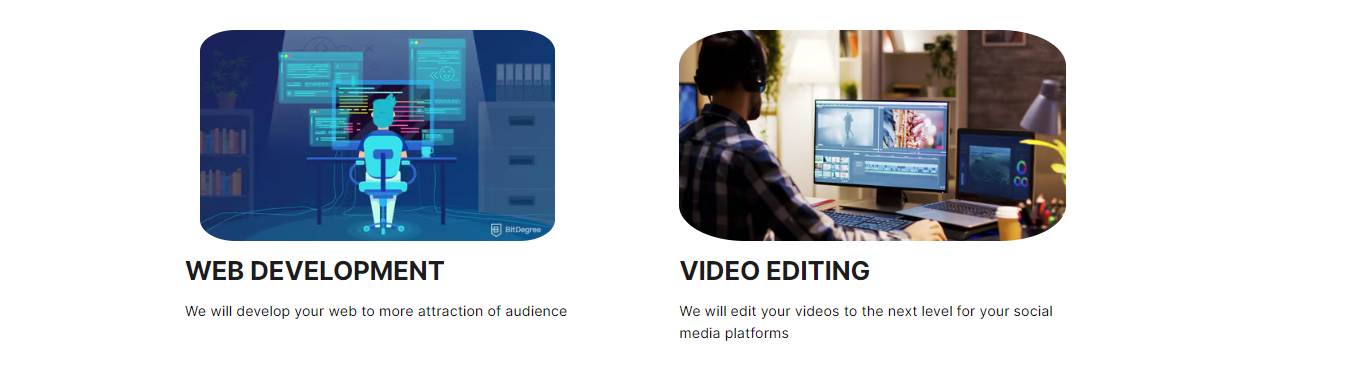 BitDegree
WEB DEVELOPMENT
We will develop your web to more attraction of audience
VIDEO EDITING
We will edit your videos to the next level for your social
media platforms